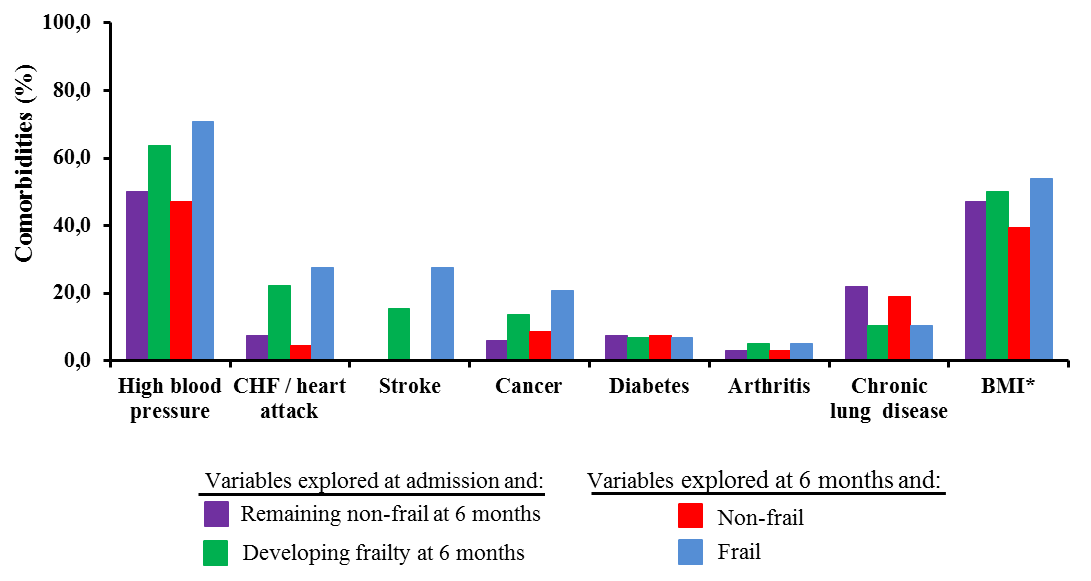 Comorbidities (%)
100,0
80,0
60,0
40,0
20,0
0,0
High blood
pressure
CHF / heart
attack
Stroke
Cancer
Diabetes
Arthritis
Chronic
lung disease
BMI*
Variables explored at admission and:
Remaining non-frail at 6 months
Developing frailty at 6 months
Variables explored at 6 months and:
Non-frail
Frail